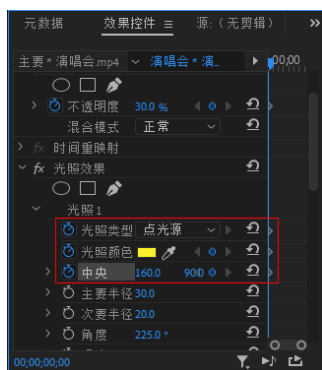 元数据 效果控件 ≡ 源:(无剪辑) »
主要*演唱会.mp4 演唱会*演_ 00;00
不透明度 30.0 %
混合模式 正常
fx 时间重映射
fx 光照效果
光照 1
光照类型 点光源
光照颜色
中央 160.0 90.0
主要半径 30.0
次要半径 20.0
角度 225.0 °
00;00;00;00